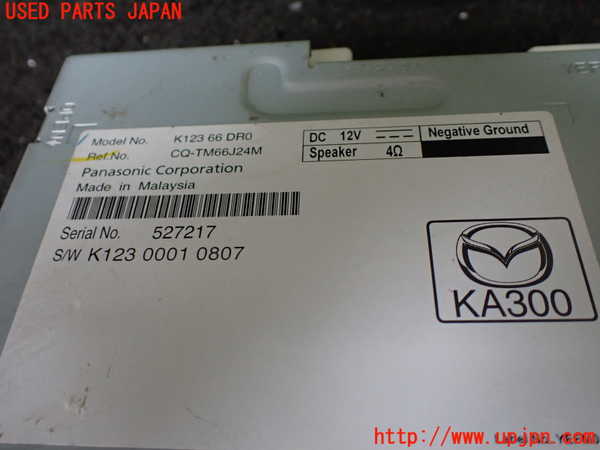 USED PARTS JAPAN
Model No. K123 66 DR0
Ref.No. CQ-TM66J24M
Panasonic Corporation
Made in Malaysia
DC 12V
Negative Ground
Speaker 4Ω
Serial No. 527217
S/W K123 0001 0807
KA300
http://www.upjpn.com